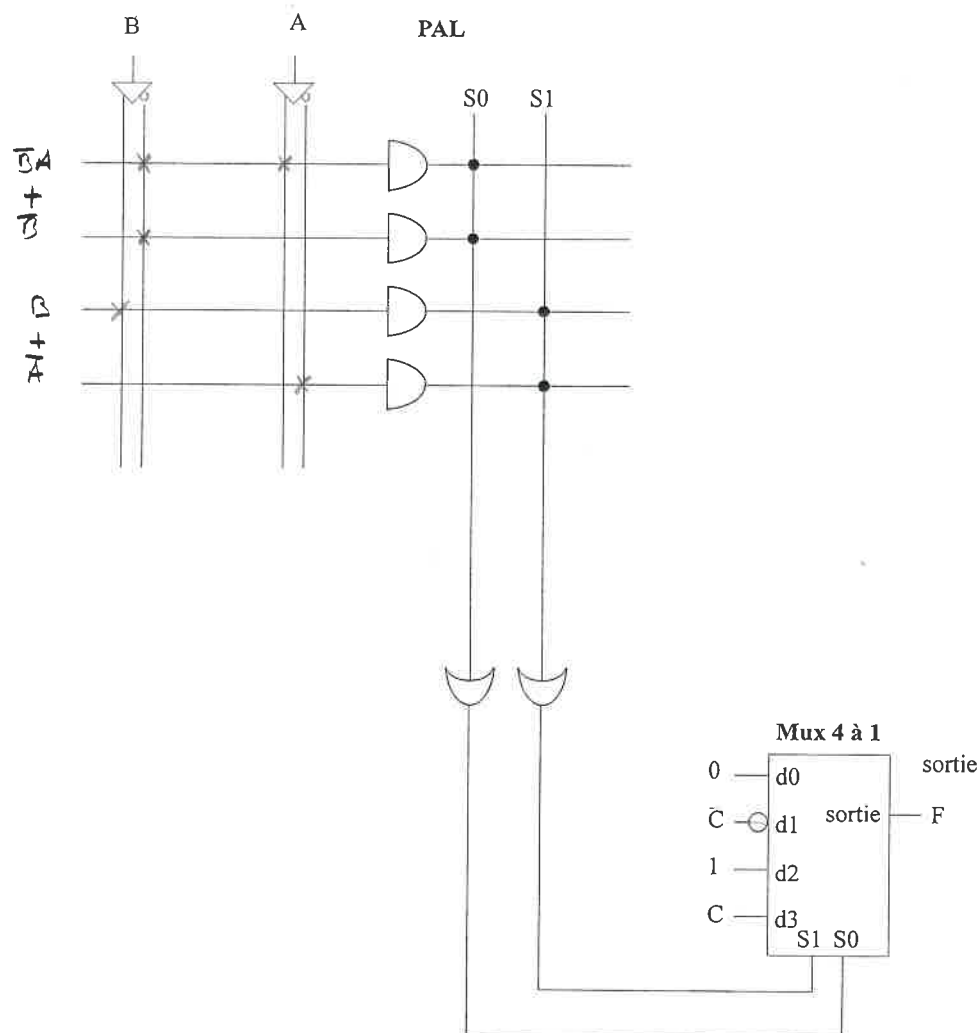 B A PAL
S0 S1
B̅A
+
B̅
B
+
A̅
Mux 4 à 1
0 d0 sortie
C̅ d1 sortie F
1 d2
C d3
S1 S0